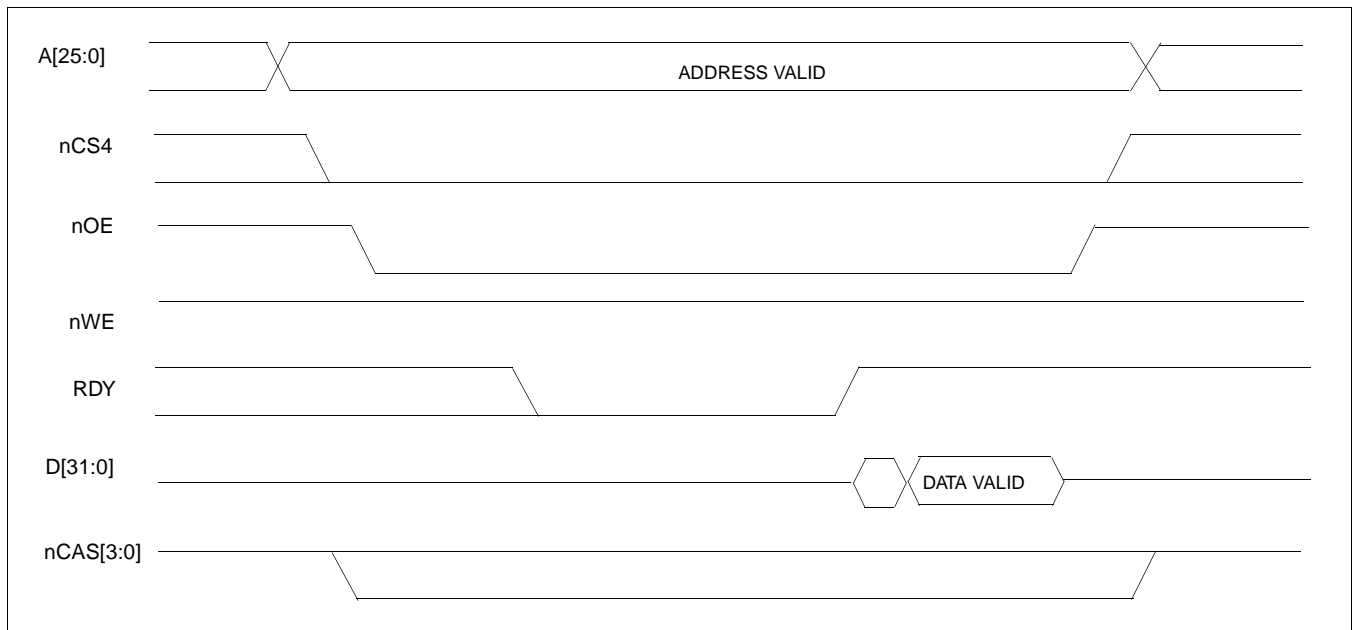 A[25:0]
ADDRESS VALID
nCS4
nOE
nWE
RDY
D[31:0]
DATA VALID
nCAS[3:0]